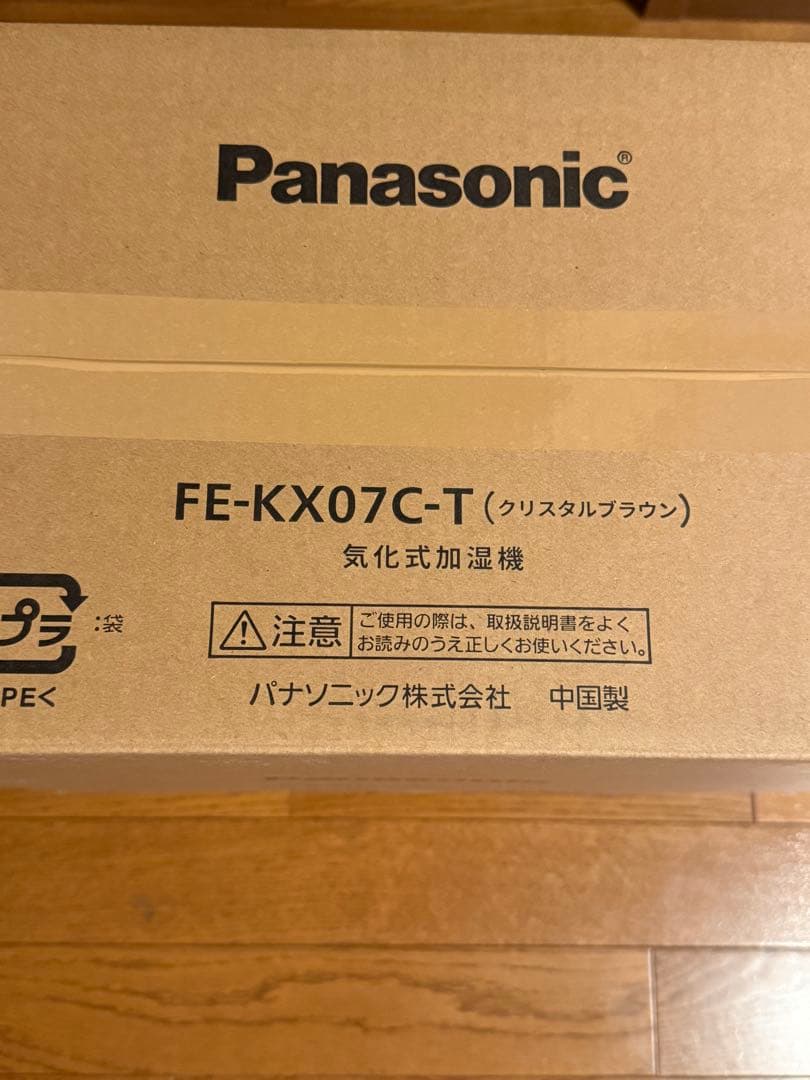 Panasonic®
FE-KX07C-T(クリスタルブラウン)
気化式加湿機
プラ :袋
PE<
注意 ご使用の際は、取扱説明書をよく
お読みのうえ正しくお使いください。
パナソニック株式会社 中国製